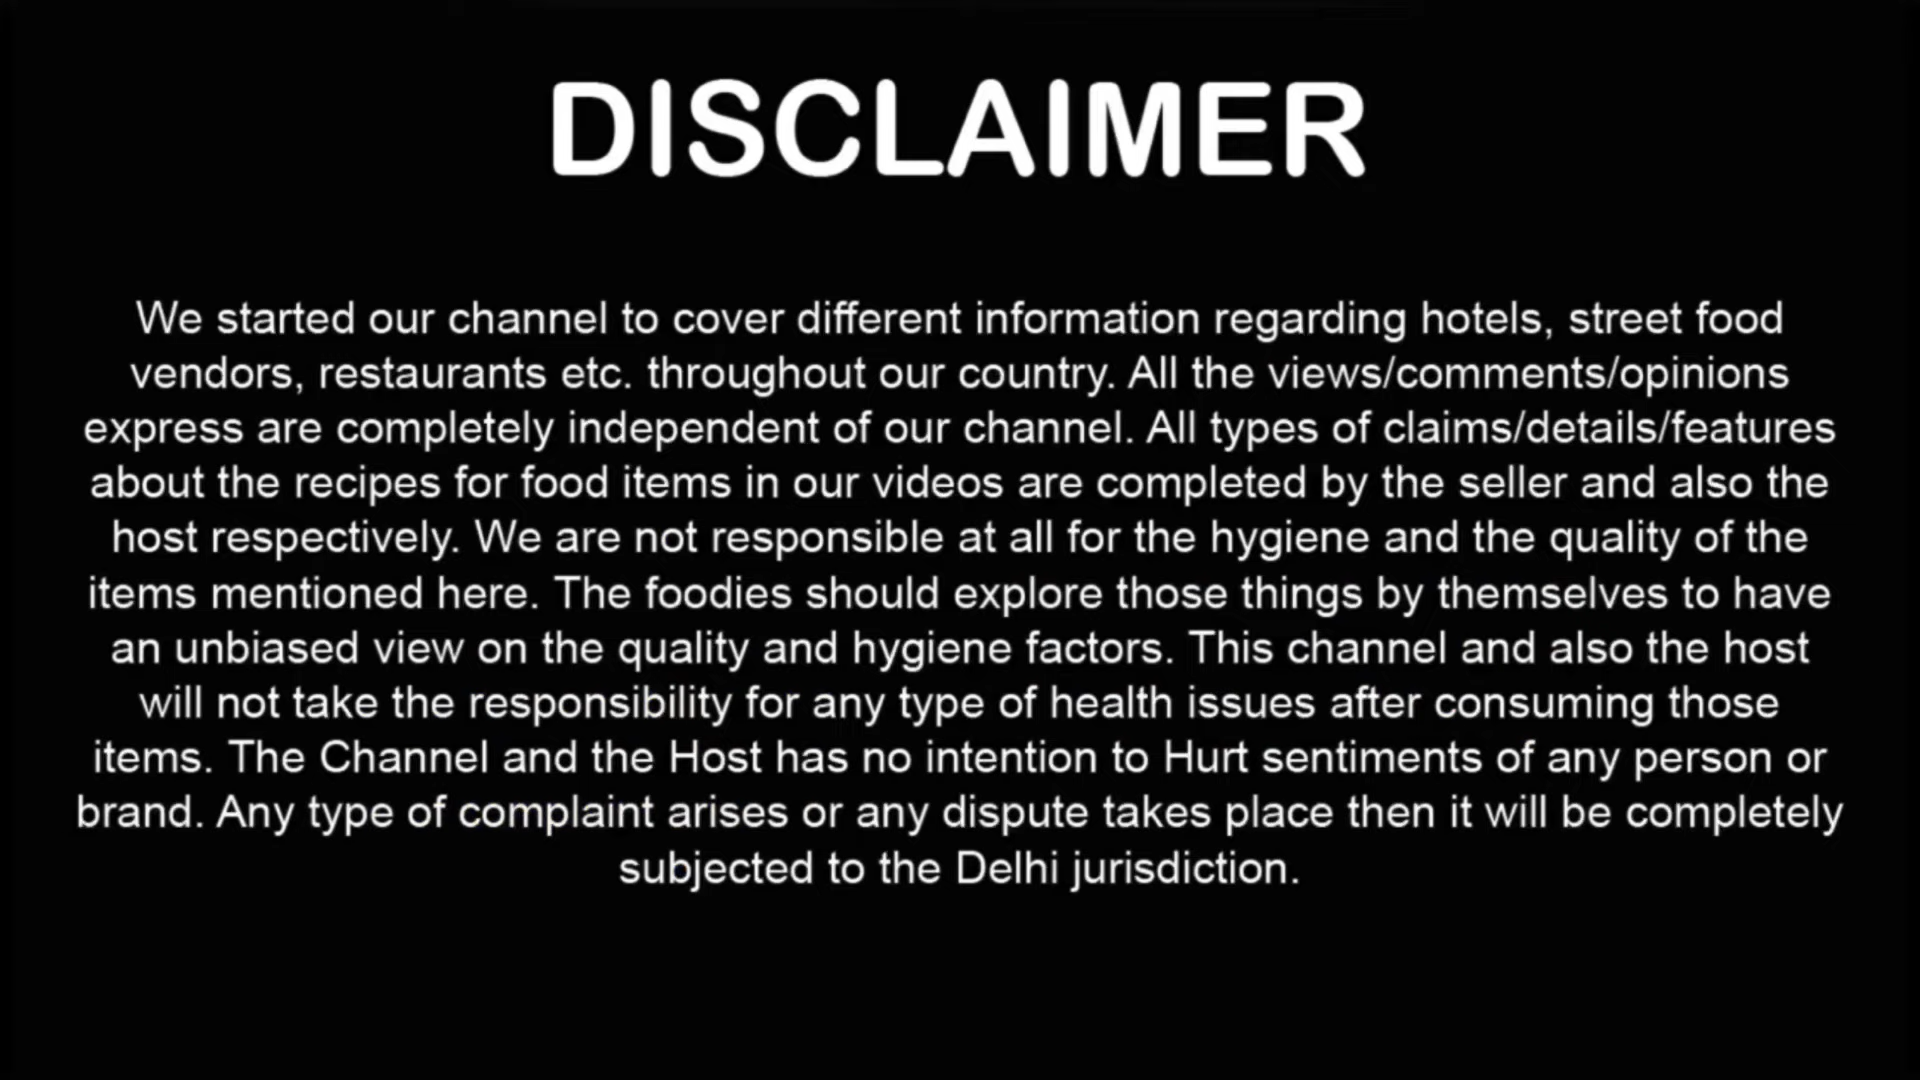 DISCLAIMER
We started our channel to cover different information regarding hotels, street food
vendors, restaurants etc. throughout our country. All the views/comments/opinions
express are completely independent of our channel. All types of claims/details/features
about the recipes for food items in our videos are completed by the seller and also the
host respectively. We are not responsible at all for the hygiene and the quality of the
items mentioned here. The foodies should explore those things by themselves to have
an unbiased view on the quality and hygiene factors. This channel and also the host
will not take the responsibility for any type of health issues after consuming those
items. The Channel and the Host has no intention to Hurt sentiments of any person or
brand. Any type of complaint arises or any dispute takes place then it will be completely
subjected to the Delhi jurisdiction.